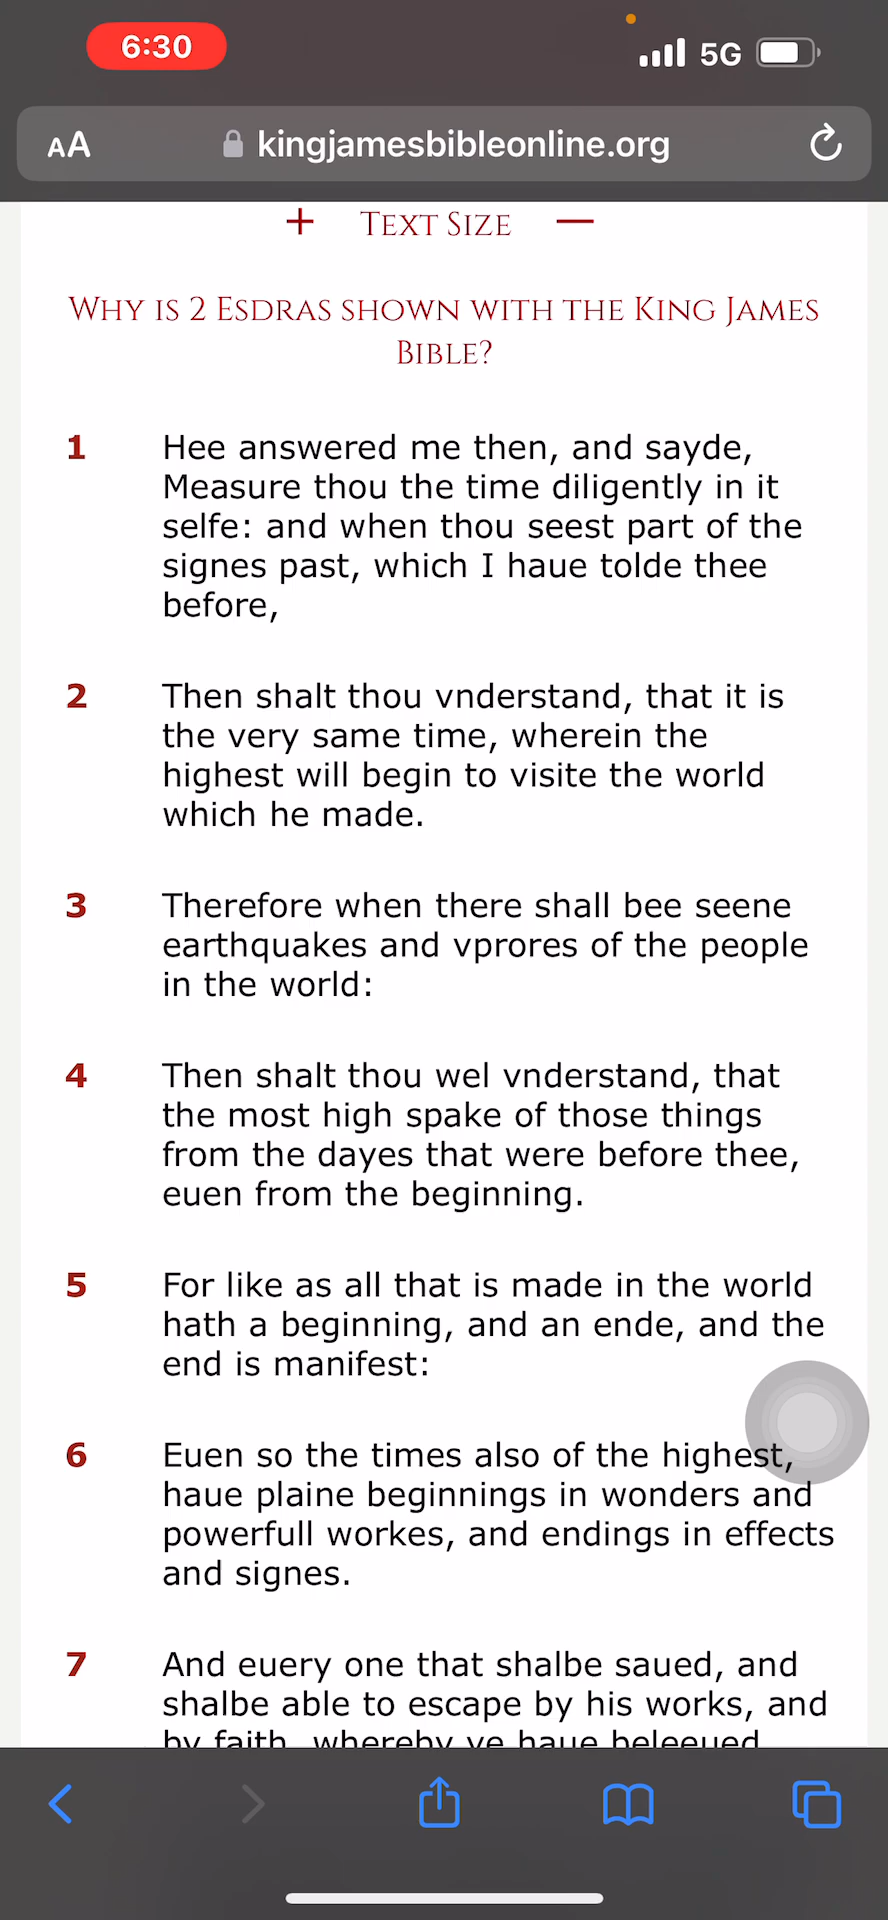 6:30
5G
AA
kingjamesbibleonline.org
+ TEXT SIZE —
WHY IS 2 ESDRAS SHOWN WITH THE KING JAMES
BIBLE?
1 Hee answered me then, and sayde,
Measure thou the time diligently in it
selfe: and when thou seest part of the
signes past, which I haue tolde thee
before,
2 Then shalt thou vnderstand, that it is
the very same time, wherein the
highest will begin to visite the world
which he made.
3 Therefore when there shall bee seene
earthquakes and vprores of the people
in the world:
4 Then shalt thou wel vnderstand, that
the most high spake of those things
from the dayes that were before thee,
euen from the beginning.
5 For like as all that is made in the world
hath a beginning, and an ende, and the
end is manifest:
6 Euen so the times also of the highest,
haue plaine beginnings in wonders and
powerfull workes, and endings in effects
and signes.
7 And euery one that shalbe saued, and
shalbe able to escape by his works, and
by faith, whereby ye haue beleeued